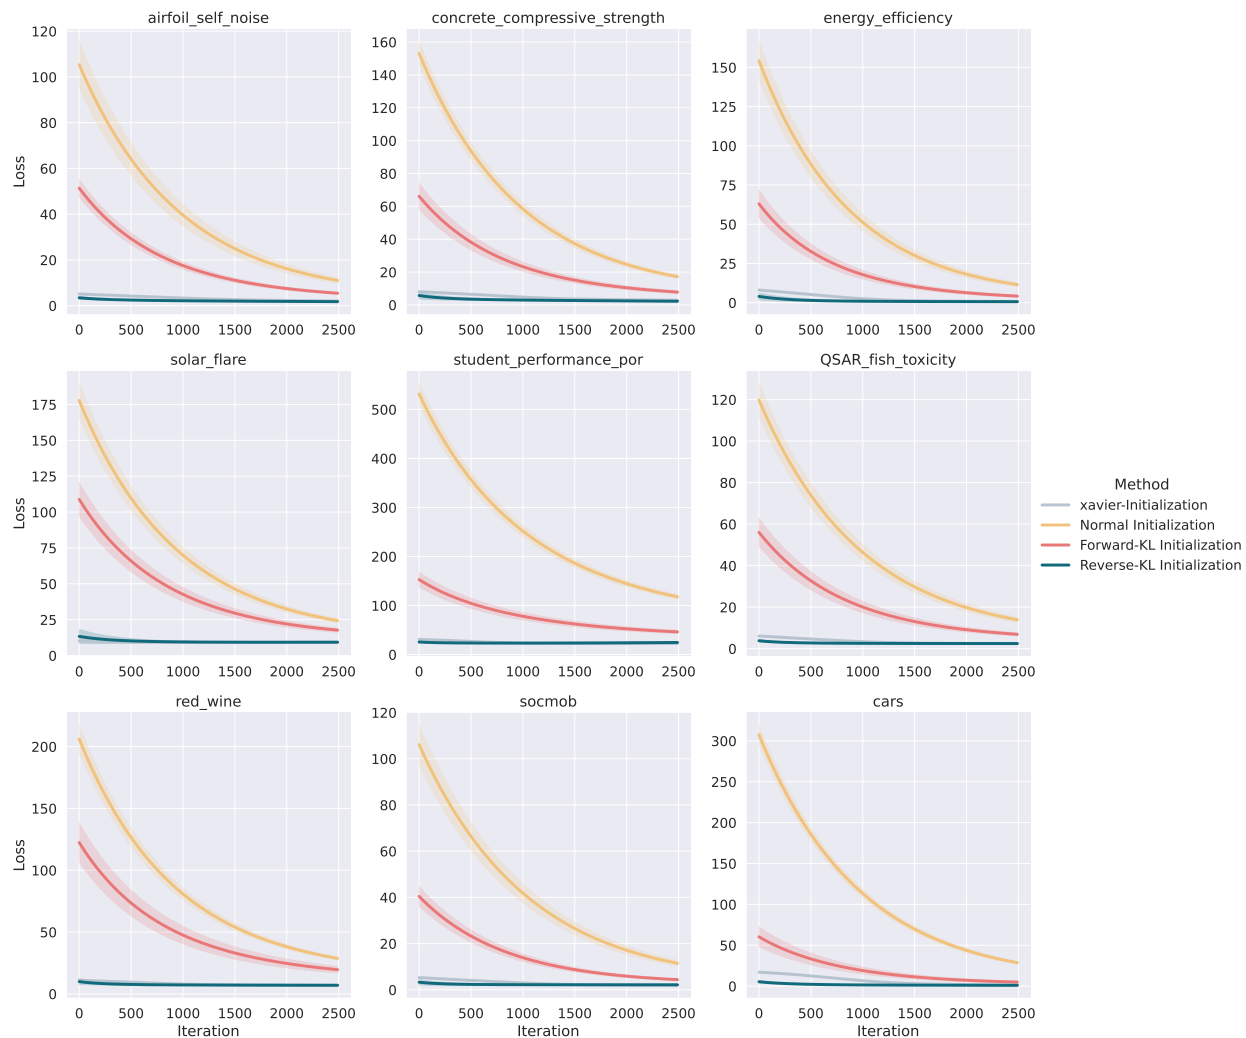 airfoil_self_noise
concrete_compressive_strength
energy_efficiency
120
100
80
60
40
20
0
Loss
0 500 1000 1500 2000 2500
160
140
120
100
80
60
40
20
0
0 500 1000 1500 2000 2500
150
125
100
75
50
25
0
0 500 1000 1500 2000 2500
solar_flare
student_performance_por
QSAR_fish_toxicity
175
150
125
100
75
50
25
0
Loss
0 500 1000 1500 2000 2500
500
400
300
200
100
0
0 500 1000 1500 2000 2500
120
100
80
60
40
20
0
0 500 1000 1500 2000 2500
Method
xavier-Initialization
Normal Initialization
Forward-KL Initialization
Reverse-KL Initialization
red_wine
socmob
cars
200
150
100
50
0
Loss
0 500 1000 1500 2000 2500
Iteration
120
100
80
60
40
20
0
0 500 1000 1500 2000 2500
Iteration
300
250
200
150
100
50
0
0 500 1000 1500 2000 2500
Iteration